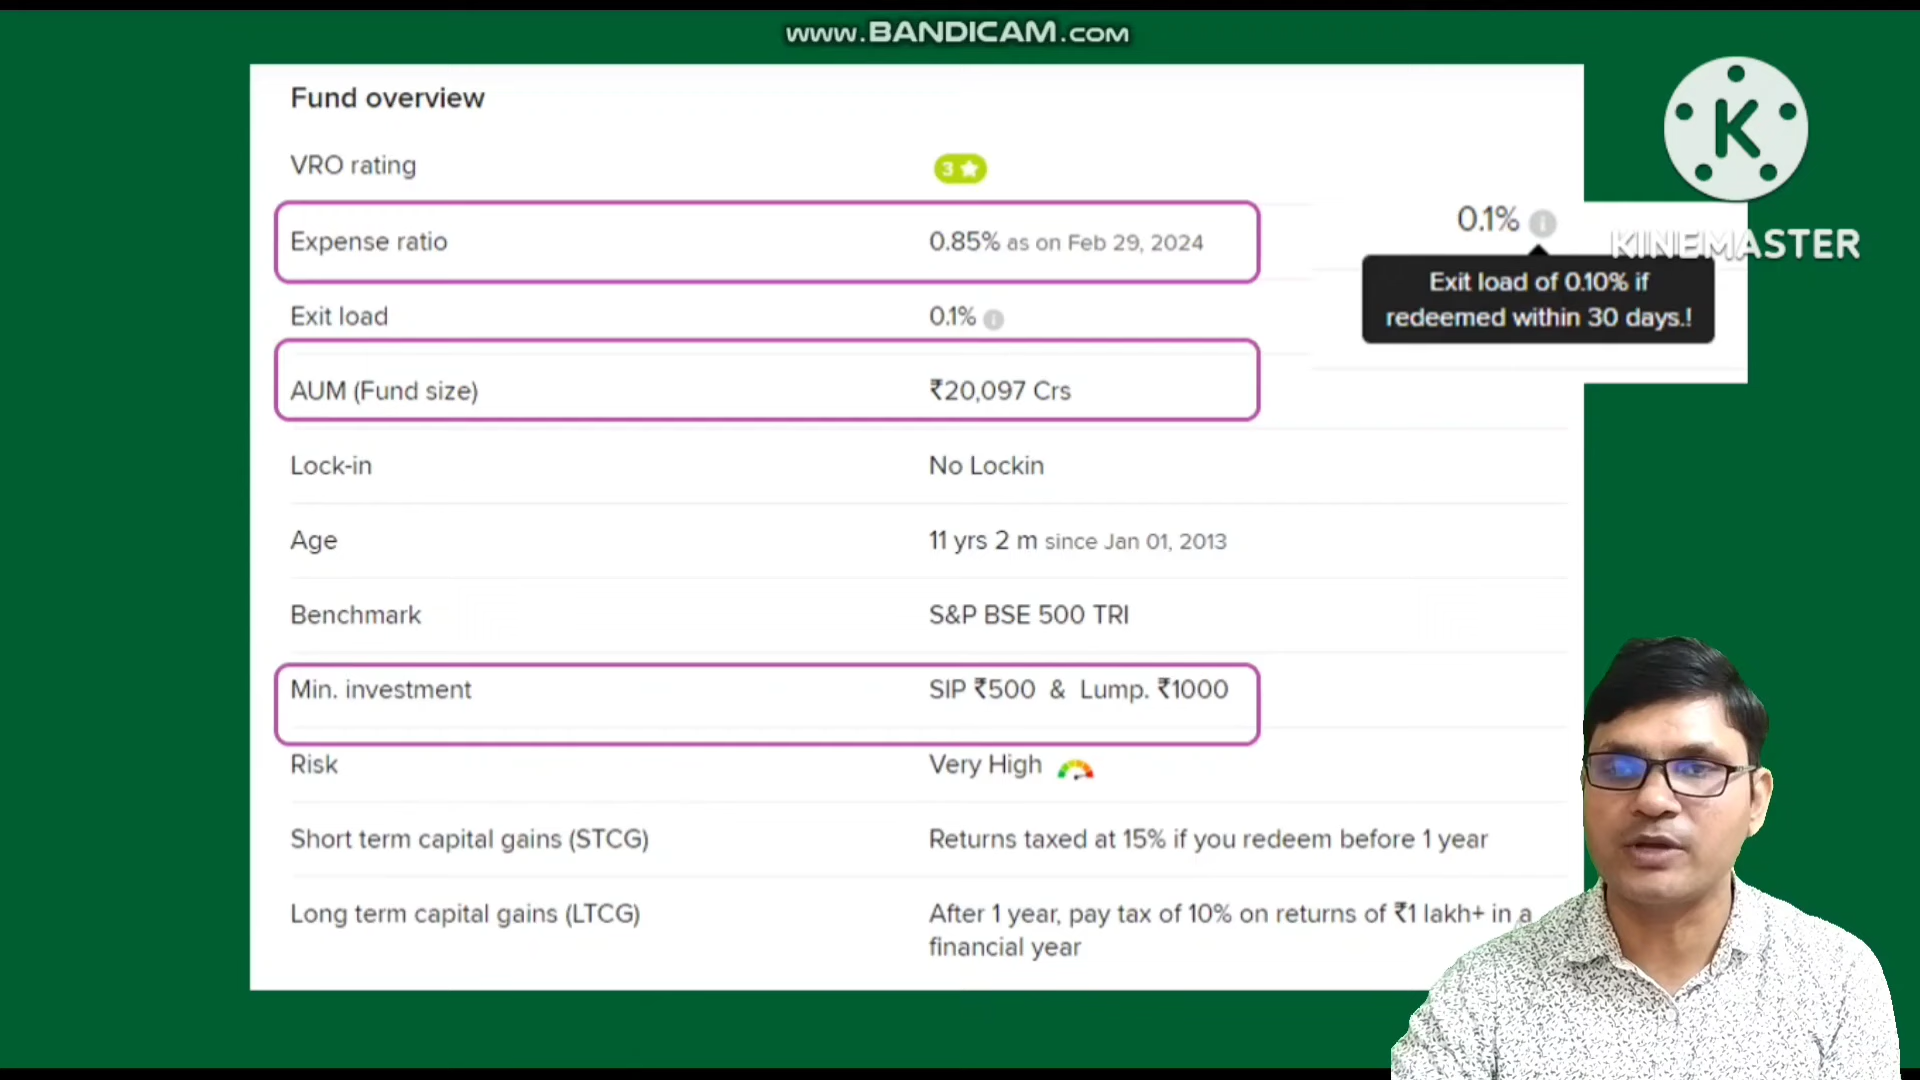 www.BANDICAM.com
Fund overview
VRO rating 3
Expense ratio 0.85% as on Feb 29, 2024
Exit load 0.1%
AUM (Fund size) ₹20,097 Crs
Lock-in No Lockin
Age 11 yrs 2 m since Jan 01, 2013
Benchmark S&P BSE 500 TRI
Min. investment SIP ₹500 & Lump. ₹1000
Risk Very High
Short term capital gains (STCG) Returns taxed at 15% if you redeem before 1 year
Long term capital gains (LTCG) After 1 year, pay tax of 10% on returns of ₹1 lakh+ in a
financial year
0.1%
Exit load of 0.10% if
redeemed within 30 days.!
K
KINEMASTER